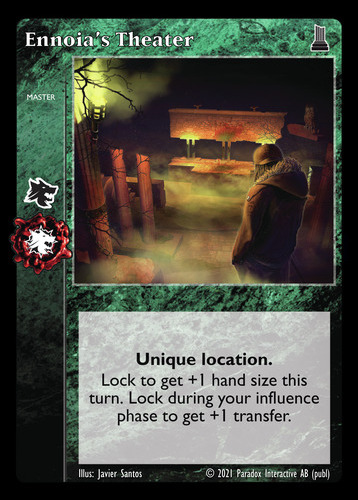 Ennoia's Theater
MASTER
Unique location.
Lock to get +1 hand size this
turn. Lock during your influence
phase to get +1 transfer.
Illus: Javier Santos © 2021 Paradox Interactive AB (publ)